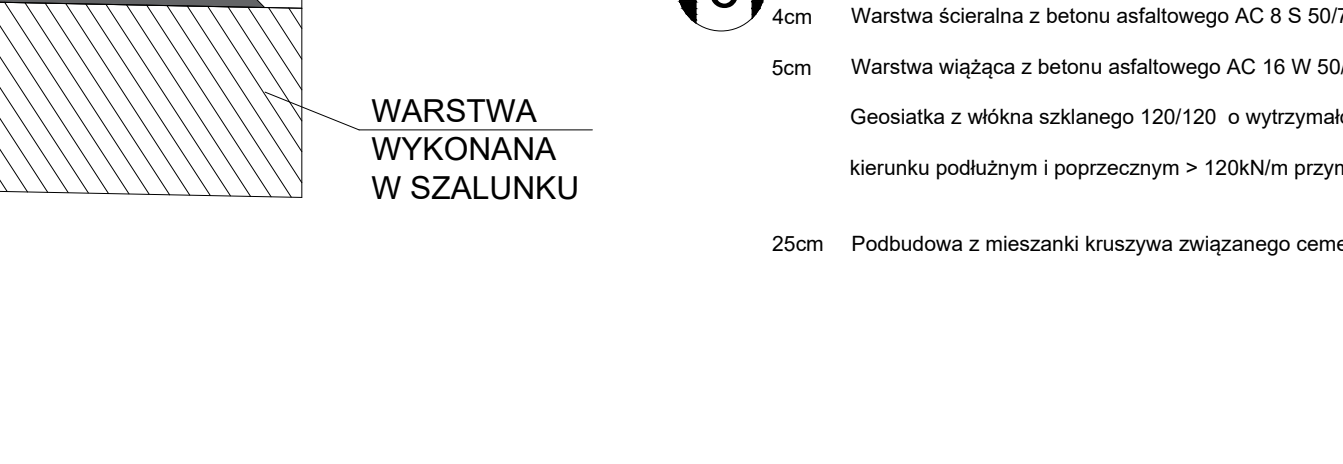 WARSTWA
WYKONANA
W SZALUNKU
4cm Warstwa ścieralna z betonu asfaltowego AC 8 S
5cm Warstwa wiążąca z betonu asfaltowego AC 16 W 50/
Geosiatka z włókna szklanego 120/120 o
kierunku podłużnym i poprzecznym > 120kN/m
25cm Podbudowa z mieszanki kruszywa związanego